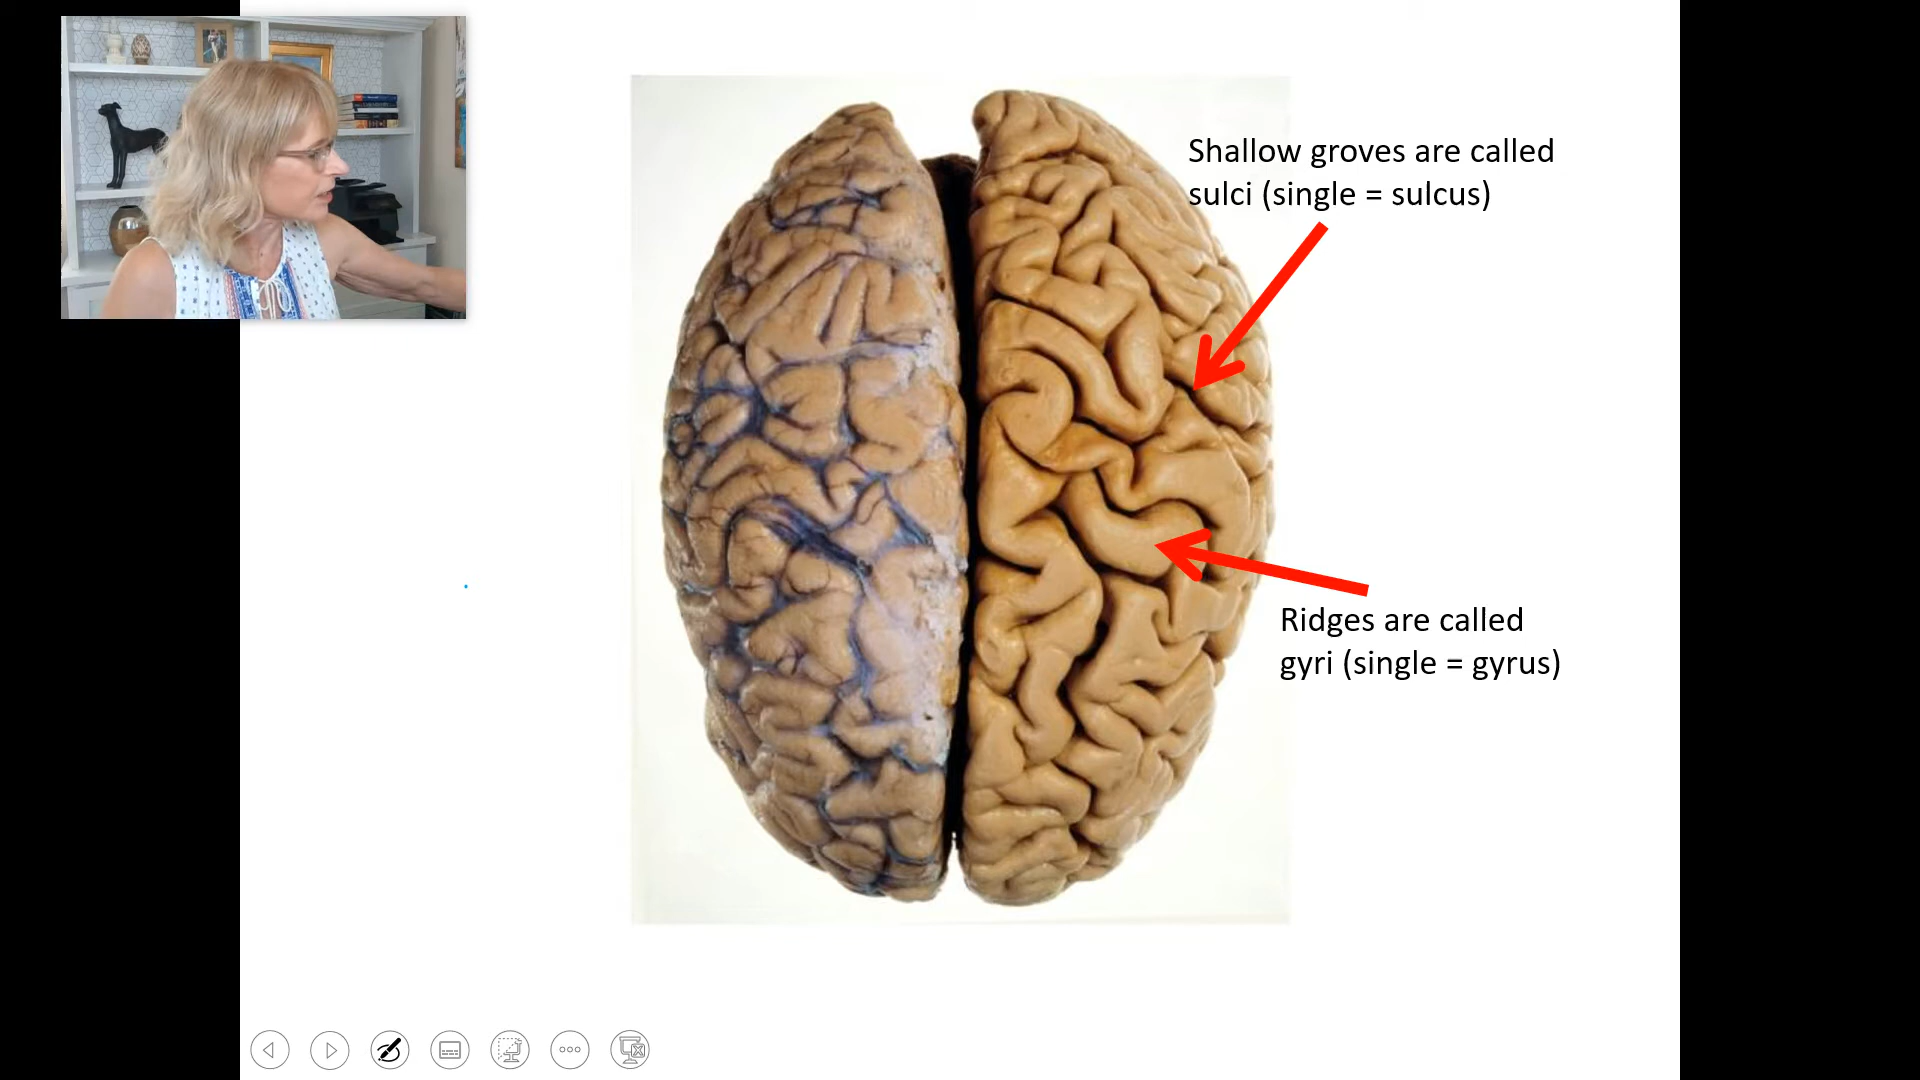 Shallow groves are called
sulci (single = sulcus)
Ridges are called
gyri (single = gyrus)